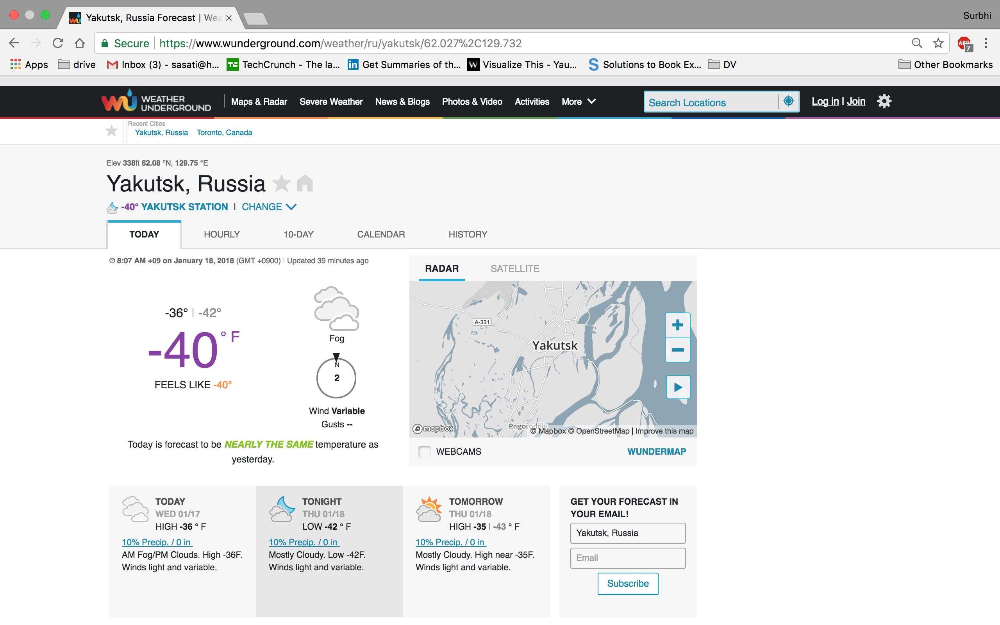 Yakutsk, Russia Forecast | Wea
Surbhi
Secure https://www.wunderground.com/weather/ru/yakutsk/62.027%2C129.732
ABP 7
Apps drive Inbox (3) - sasati@h... TechCrunch - The la... Get Summaries of th... Visualize This - Yau... Solutions to Book Ex... DV Other Bookmarks
WEATHER UNDERGROUND Maps & Radar Severe Weather News & Blogs Photos & Video Activities More Search Locations Log in | Join
Recent Cities
Yakutsk, Russia Toronto, Canada
Elev 338ft 62.08 °N, 129.75 °E
Yakutsk, Russia
-40° YAKUTSK STATION | CHANGE
TODAY HOURLY 10-DAY CALENDAR HISTORY
8:07 AM +09 on January 18, 2018 (GMT +0900) | Updated 39 minutes ago
-36° | -42°
-40 ° F
FEELS LIKE -40°
Fog
N
2
Wind Variable
Gusts --
Today is forecast to be NEARLY THE SAME temperature as
yesterday.
RADAR SATELLITE
A-331
Yakutsk
Prigorodniy
mapbox
© Mapbox © OpenStreetMap | Improve this map
WEBCAMS WUNDERMAP
TODAY
WED 01/17
HIGH -36 ° F
10% Precip. / 0 in
AM Fog/PM Clouds. High -36F.
Winds light and variable.
TONIGHT
THU 01/18
LOW -42 ° F
10% Precip. / 0 in
Mostly Cloudy. Low -42F.
Winds light and variable.
TOMORROW
THU 01/18
HIGH -35 | -43 ° F
10% Precip. / 0 in
Mostly Cloudy. High near -35F.
Winds light and variable.
GET YOUR FORECAST IN
YOUR EMAIL!
Yakutsk, Russia
Email
Subscribe